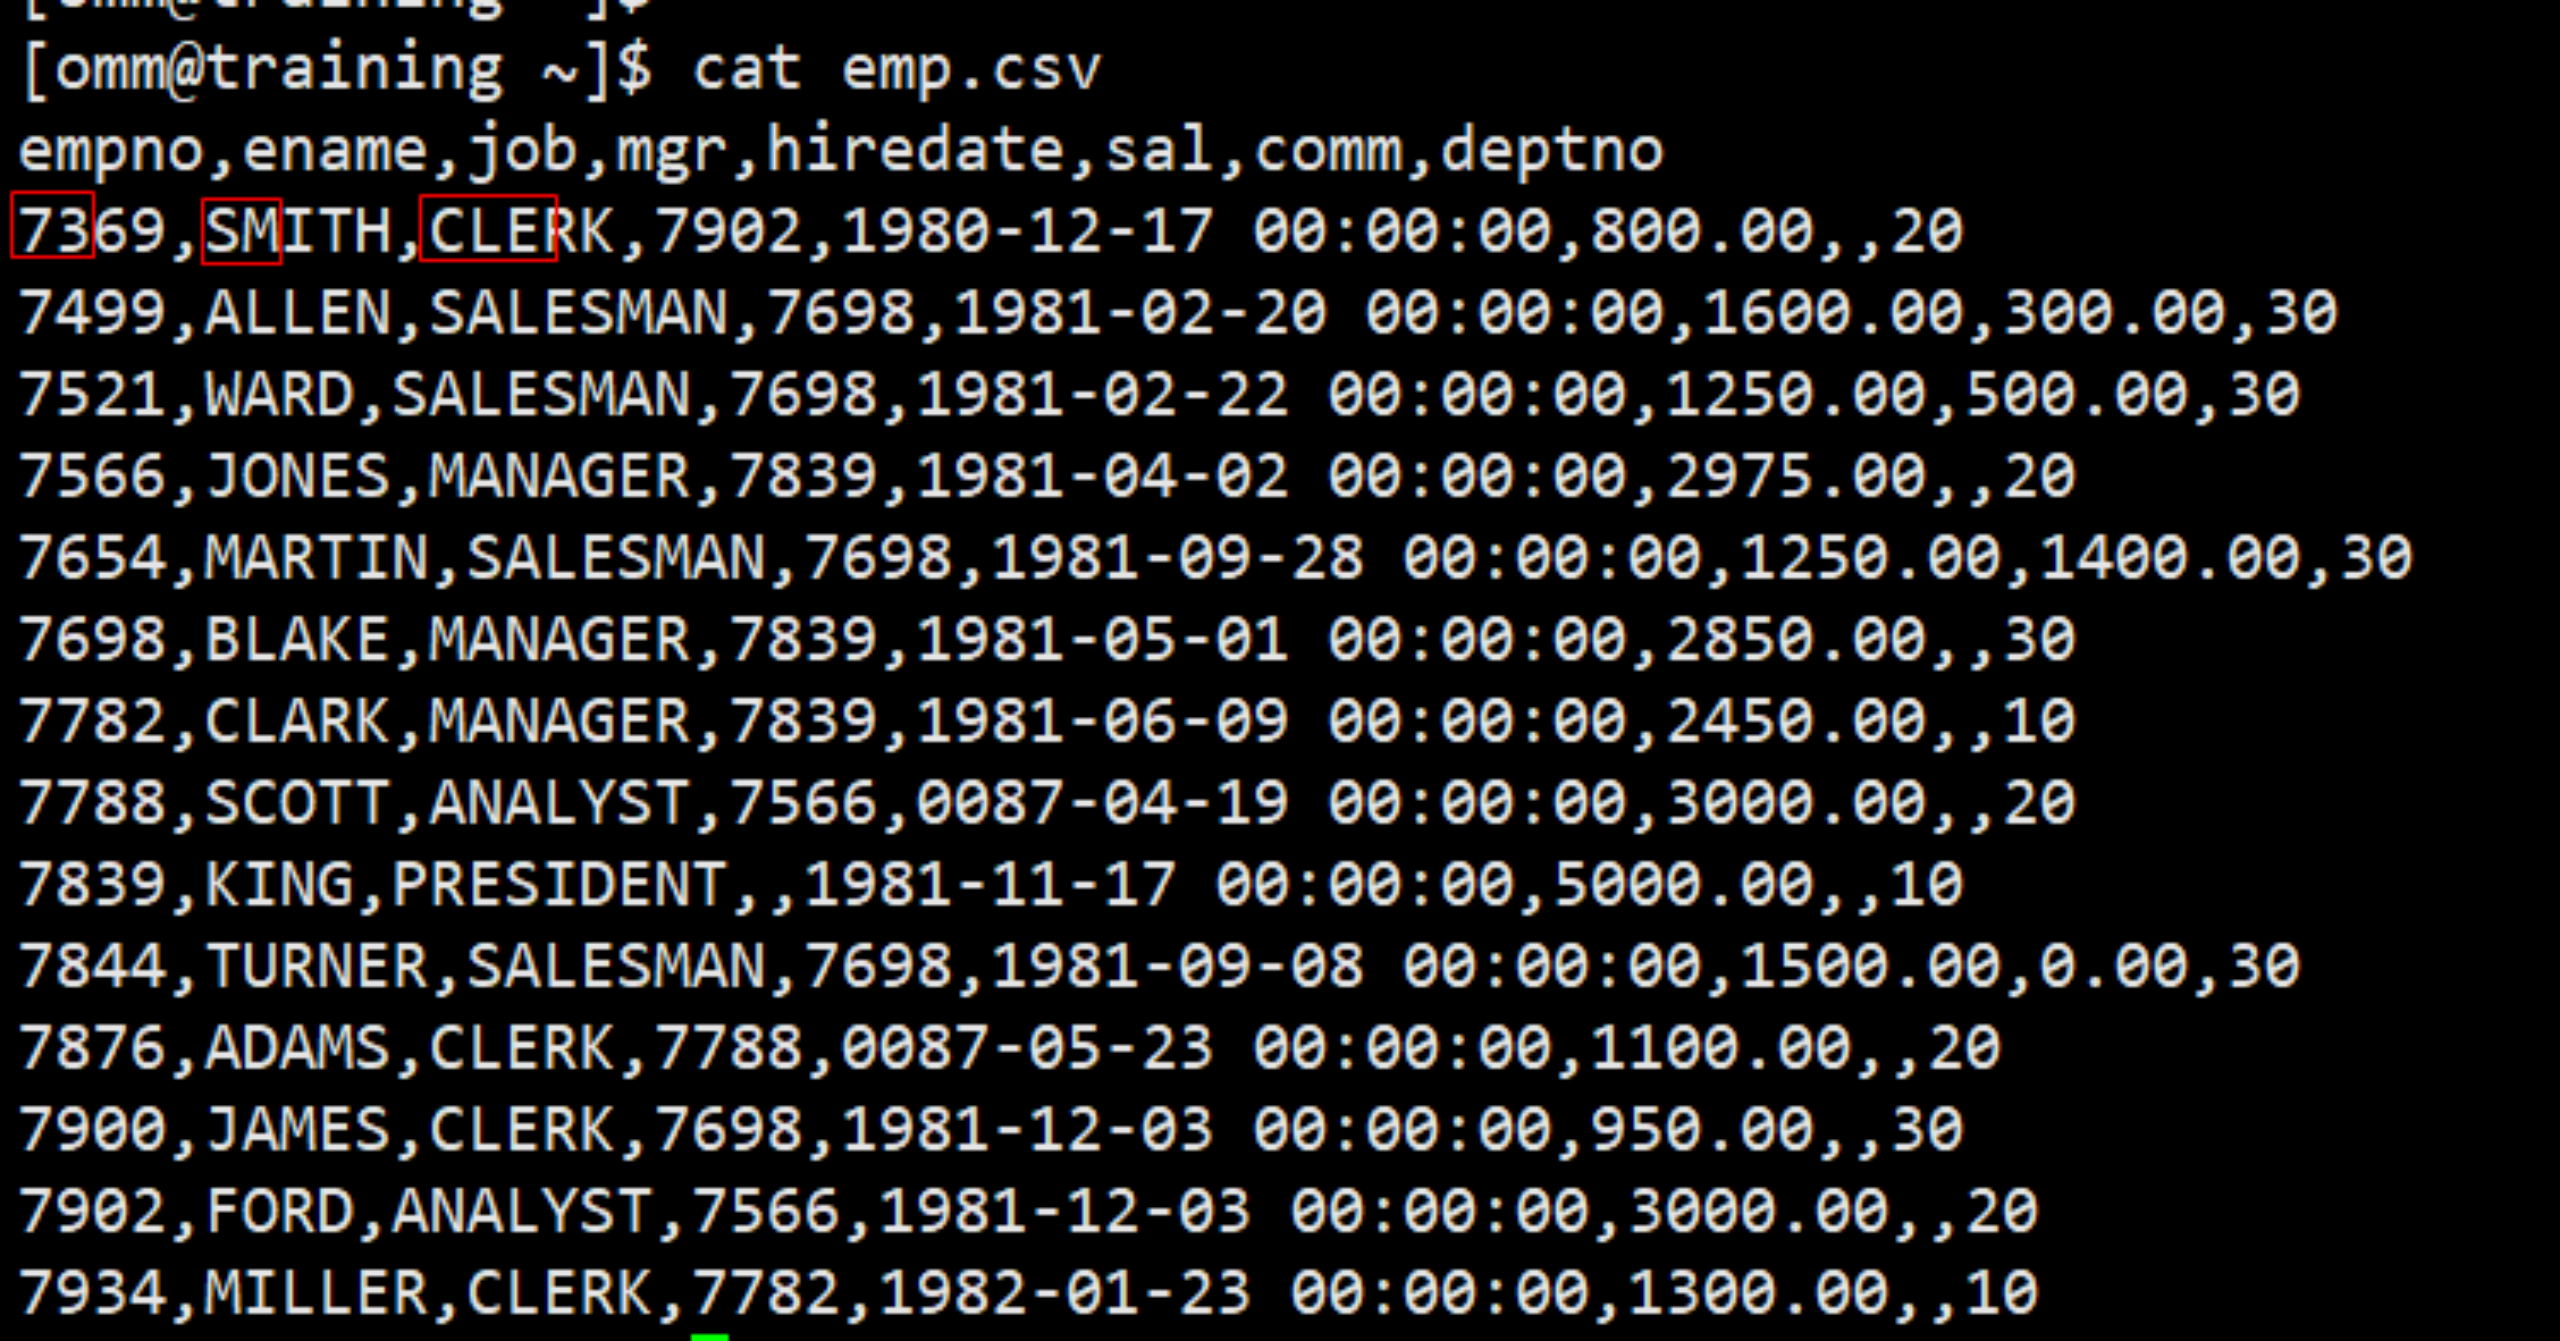 [omm@training ~]$
[omm@training ~]$ cat emp.csv
empno,ename,job,mgr,hiredate,sal,comm,deptno
7369,SMITH,CLERK,7902,1980-12-17 00:00:00,800.00,,20
7499,ALLEN,SALESMAN,7698,1981-02-20 00:00:00,1600.00,300.00,30
7521,WARD,SALESMAN,7698,1981-02-22 00:00:00,1250.00,500.00,30
7566,JONES,MANAGER,7839,1981-04-02 00:00:00,2975.00,,20
7654,MARTIN,SALESMAN,7698,1981-09-28 00:00:00,1250.00,1400.00,30
7698,BLAKE,MANAGER,7839,1981-05-01 00:00:00,2850.00,,30
7782,CLARK,MANAGER,7839,1981-06-09 00:00:00,2450.00,,10
7788,SCOTT,ANALYST,7566,0087-04-19 00:00:00,3000.00,,20
7839,KING,PRESIDENT,,1981-11-17 00:00:00,5000.00,,10
7844,TURNER,SALESMAN,7698,1981-09-08 00:00:00,1500.00,0.00,30
7876,ADAMS,CLERK,7788,0087-05-23 00:00:00,1100.00,,20
7900,JAMES,CLERK,7698,1981-12-03 00:00:00,950.00,,30
7902,FORD,ANALYST,7566,1981-12-03 00:00:00,3000.00,,20
7934,MILLER,CLERK,7782,1982-01-23 00:00:00,1300.00,,10